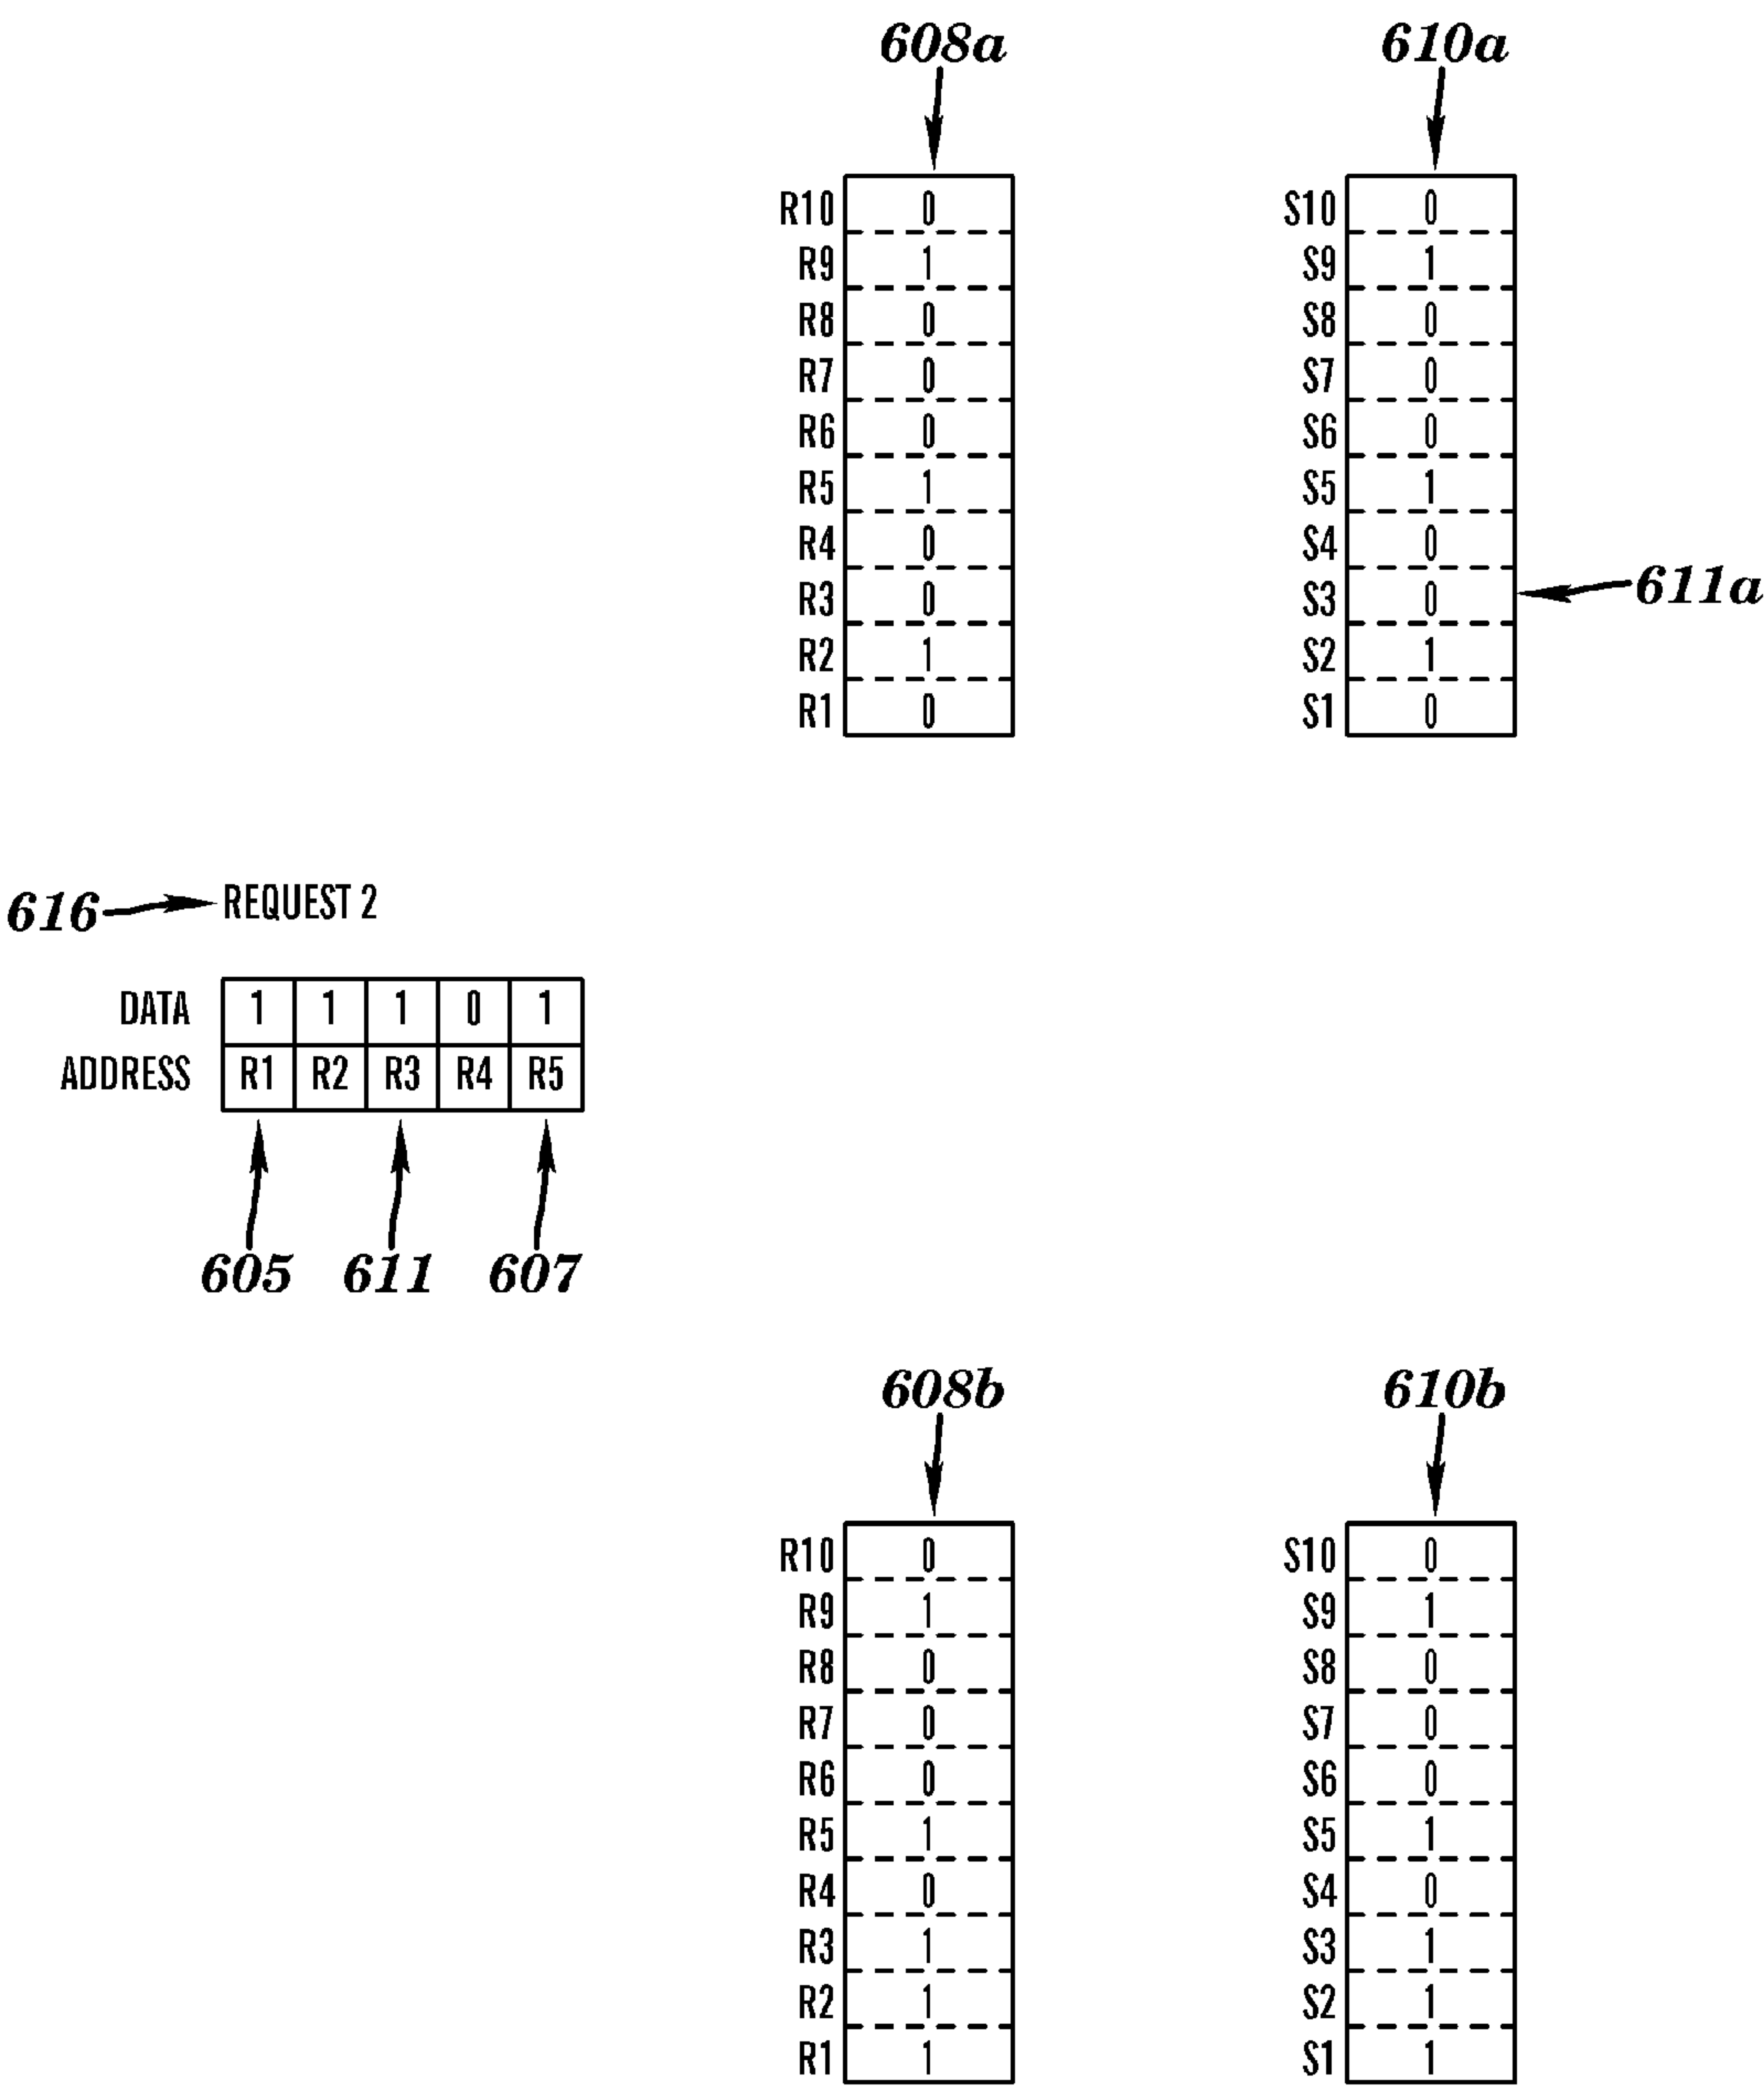 608a 610a
R10 0 S10 0
R9 1 S9 1
R8 0 S8 0
R7 0 S7 0
R6 0 S6 0
R5 1 S5 1
R4 0 S4 0
R3 0 S3 0 611a
R2 1 S2 1
R1 0 S1 0
616 REQUEST 2
DATA 1 1 1 0 1
ADDRESS R1 R2 R3 R4 R5
605 611 607
608b 610b
R10 0 S10 0
R9 1 S9 1
R8 0 S8 0
R7 0 S7 0
R6 0 S6 0
R5 1 S5 1
R4 0 S4 0
R3 1 S3 1
R2 1 S2 1
R1 1 S1 1